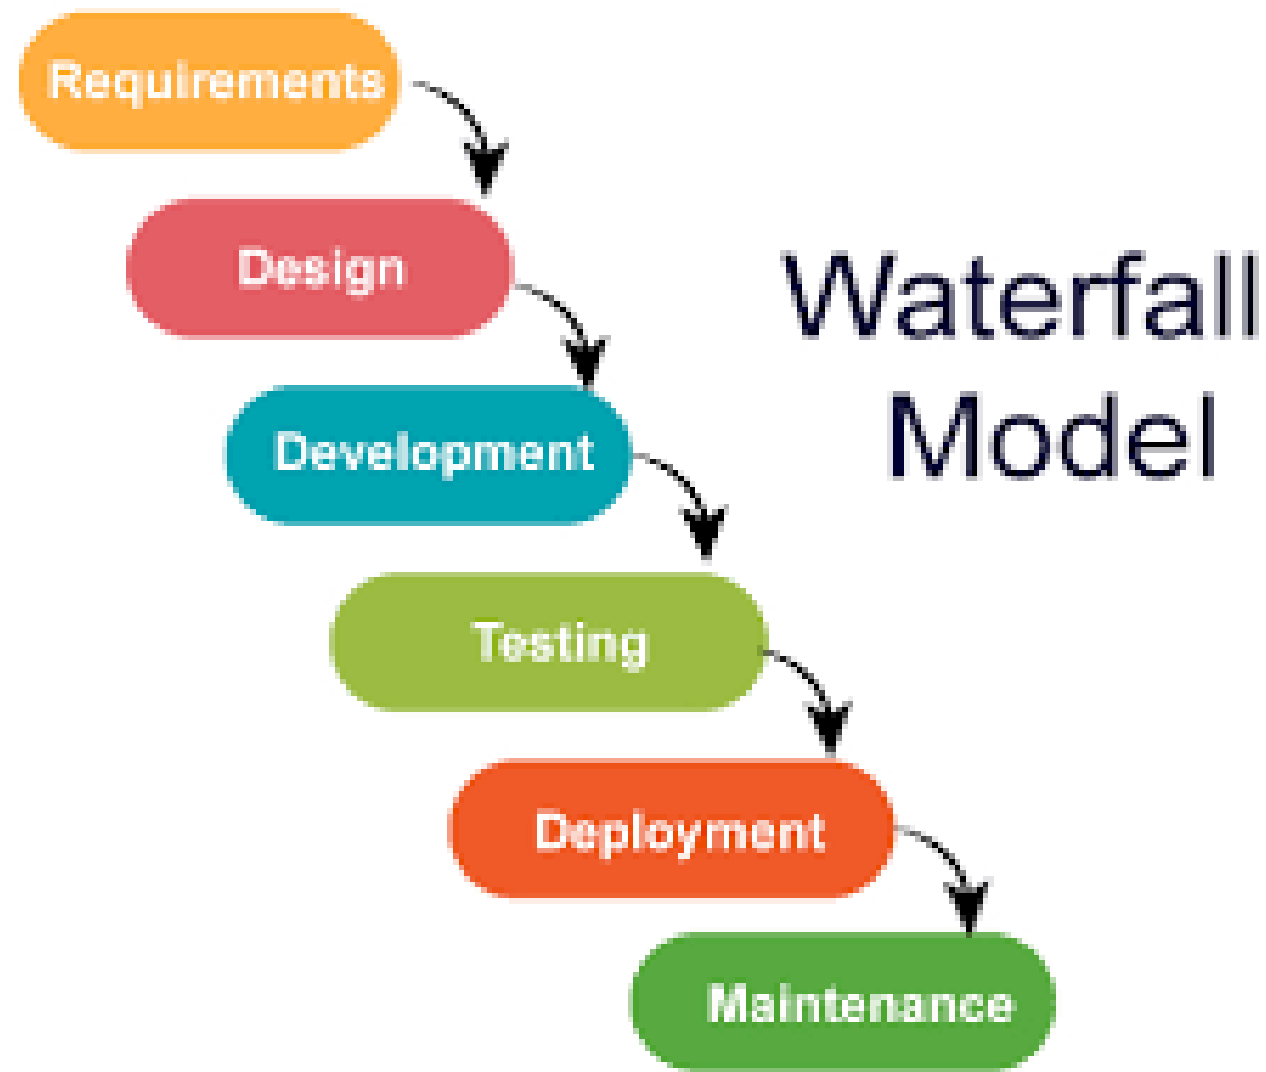 Requirements
Design
Waterfall
Model
Development
Testing
Deployment
Maintenance